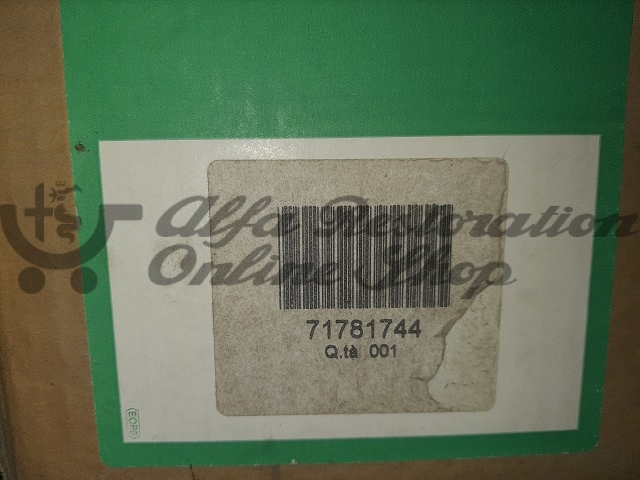 Alfa Restoration
Online Shop
71781744
Q.tà 001